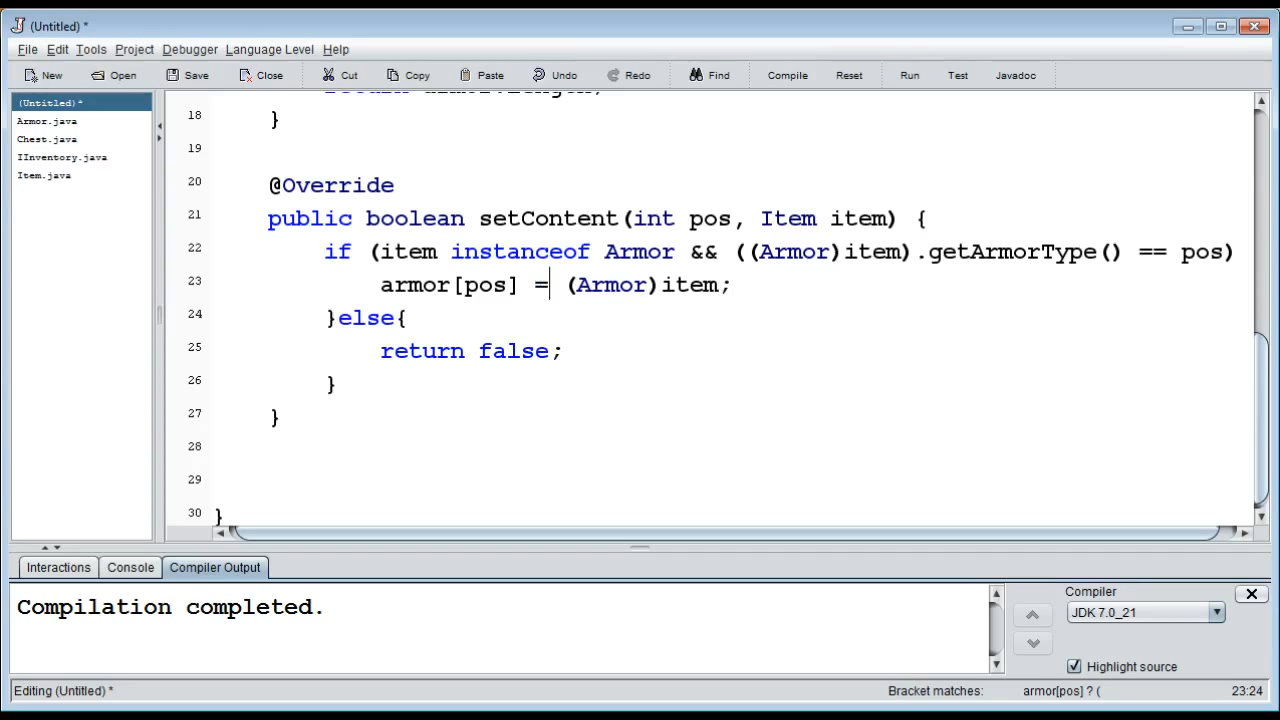 (Untitled) *
File Edit Tools Project Debugger Language Level Help
New Open Save Close Cut Copy Paste Undo Redo Find Compile Reset Run Test Javadoc
(Untitled) *
Armor.java
Chest.java
IInventory.java
Item.java
18 }
19
20 @Override
21 public boolean setContent(int pos, Item item) {
22 if (item instanceof Armor && ((Armor)item).getArmorType() == pos)
23 armor[pos] = (Armor)item;
24 }else{
25 return false;
26 }
27 }
28
29
30 }
Interactions Console Compiler Output
Compilation completed.
Compiler
JDK 7.0_21
Highlight source
Editing (Untitled) * Bracket matches: armor[pos] ? ( 23:24